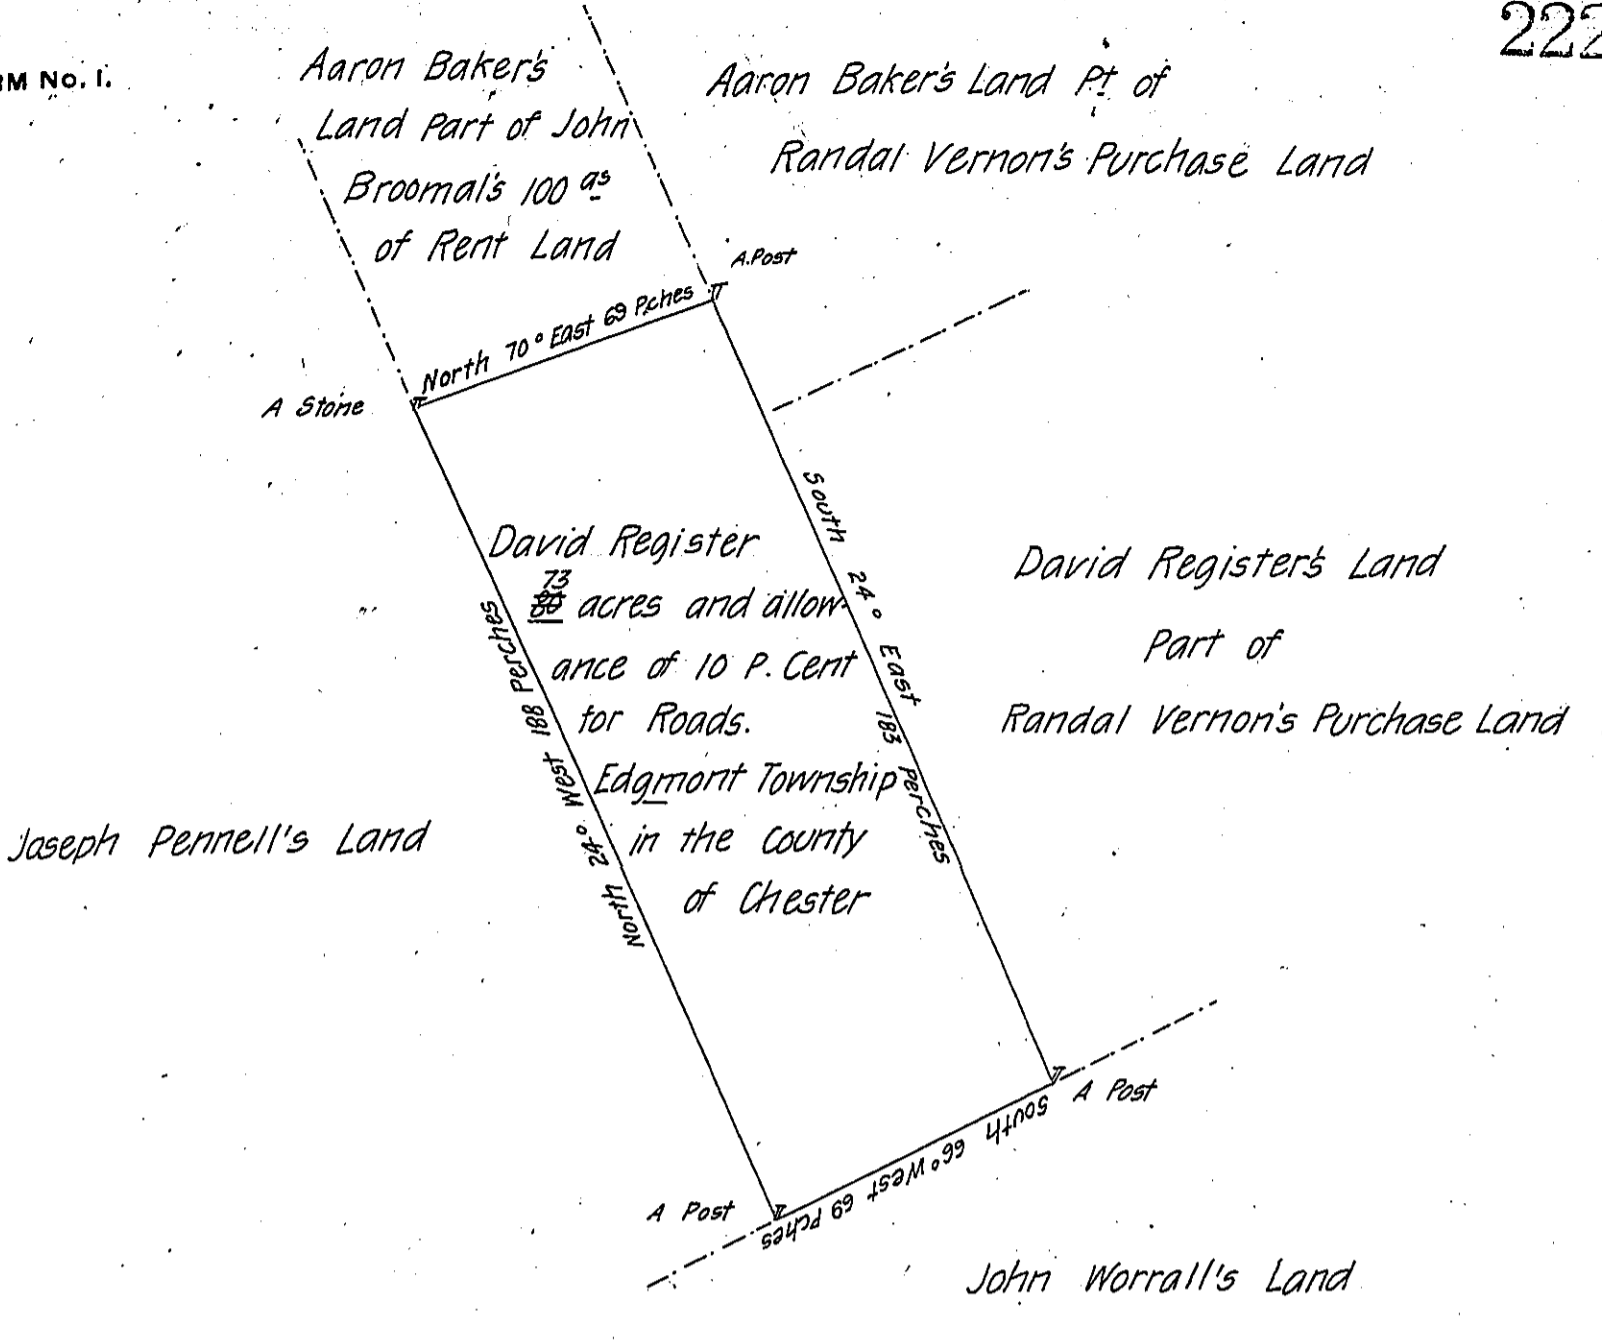 222
RM No. 1.
Aaron Baker's
Land Part of John
Broomal's 100 as
of Rent Land
Aaron Baker's Land Pt of
Randal Vernon's Purchase Land
A. Post
North 70° East 69 Pches
A Stone
South 24° East 183 Perches
David Register
73
80 acres and allow-
ance of 10 P. Cent
for Roads.
Edgmont Township
in the County
of Chester
North 24° West 188 Perches
David Register's Land
Part of
Randal Vernon's Purchase Land
Joseph Pennell's Land
A Post
South 66° West 69 Pches
A Post
John Worrall's Land